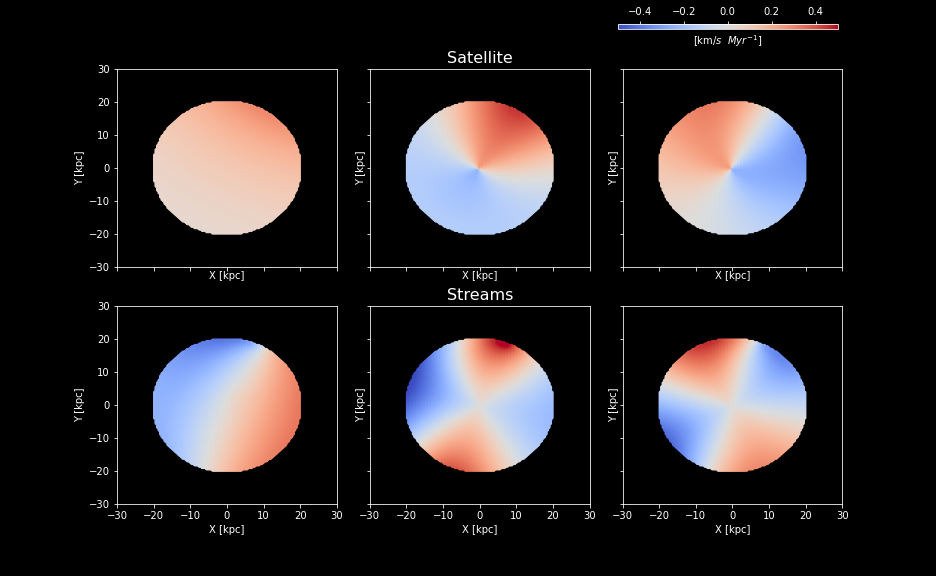 −0.4 −0.2 0.0 0.2 0.4
[km/s Myr⁻¹]
Satellite
30
20
10
0
−10
−20
−30
Y [kpc]
Y [kpc]
Y [kpc]
X [kpc] X [kpc] X [kpc]
Streams
30
20
10
0
−10
−20
−30
Y [kpc]
Y [kpc]
Y [kpc]
−30 −20 −10 0 10 20 30 −30 −20 −10 0 10 20 30 −30 −20 −10 0 10 20 30
X [kpc] X [kpc] X [kpc]